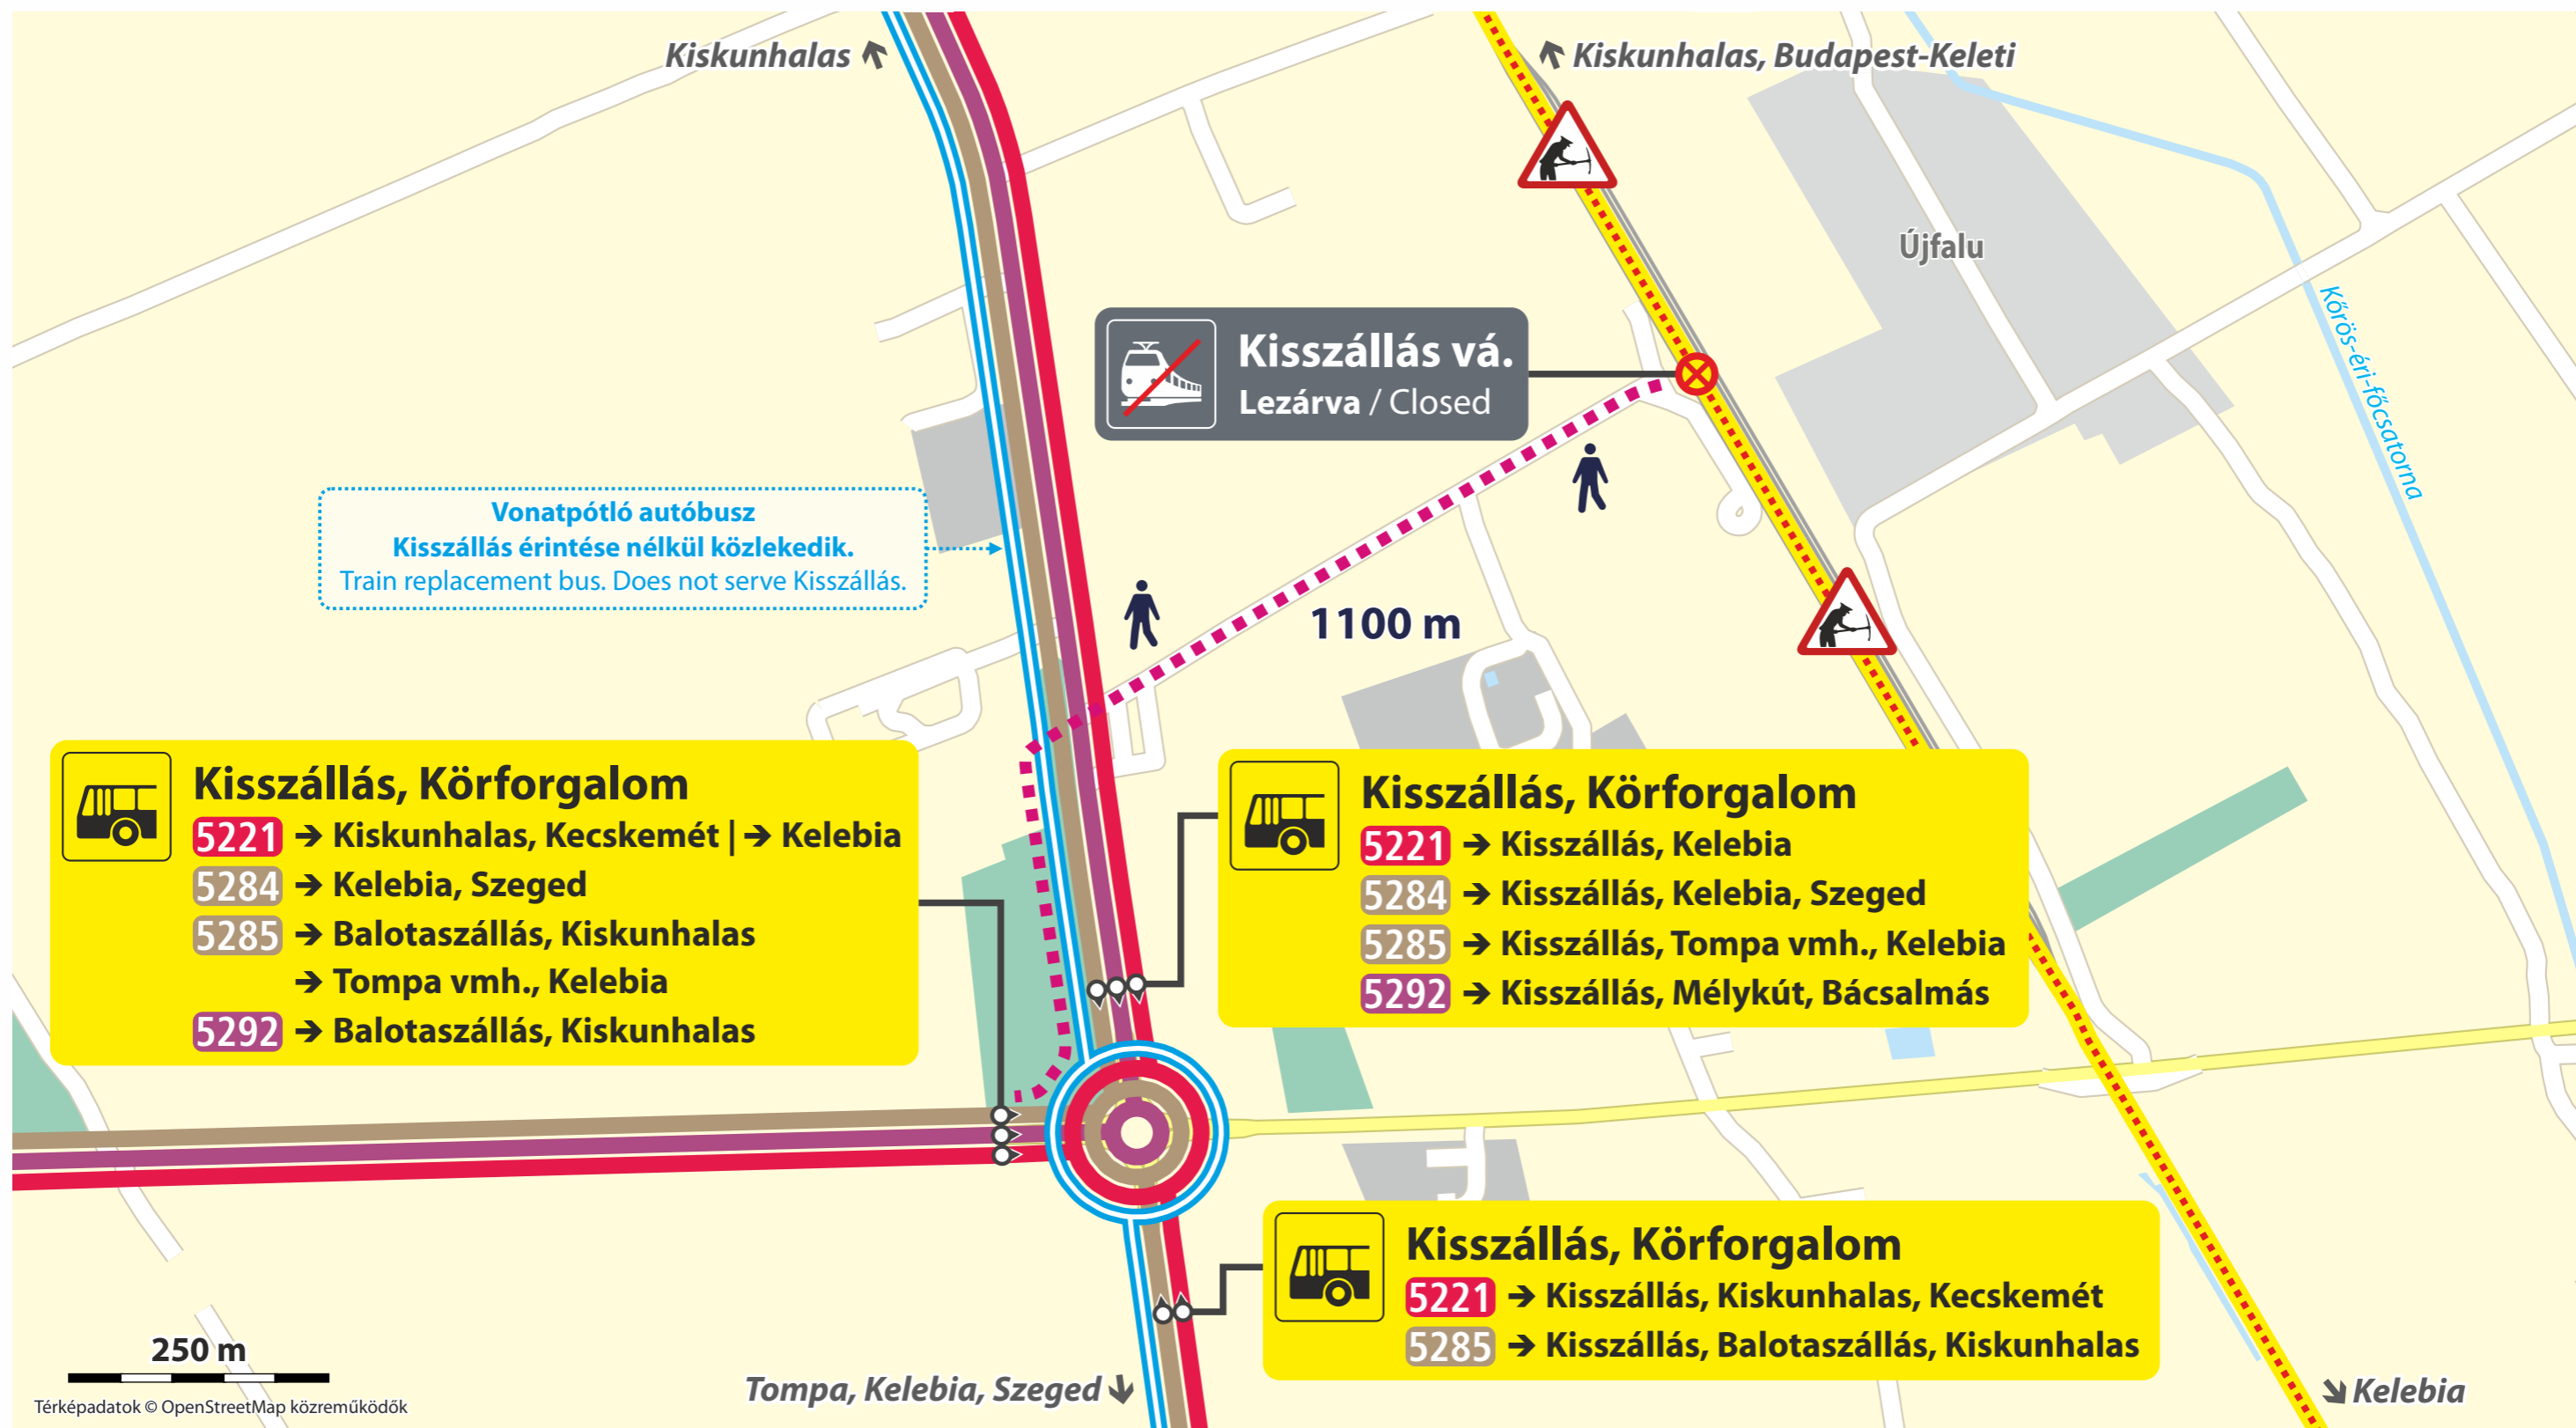 Kiskunhalas
Kiskunhalas, Budapest-Keleti
Újfalu
Kőrös-éri-főcsatorna
Kisszállás vá.
Lezárva / Closed
Vonatpótló autóbusz
Kisszállás érintése nélkül közlekedik.
Train replacement bus. Does not serve Kisszállás.
1100 m
Kisszállás, Körforgalom
5221 → Kiskunhalas, Kecskemét | → Kelebia
5284 → Kelebia, Szeged
5285 → Balotaszállás, Kiskunhalas
→ Tompa vmh., Kelebia
5292 → Balotaszállás, Kiskunhalas
Kisszállás, Körforgalom
5221 → Kisszállás, Kelebia
5284 → Kisszállás, Kelebia, Szeged
5285 → Kisszállás, Tompa vmh., Kelebia
5292 → Kisszállás, Mélykút, Bácsalmás
Kisszállás, Körforgalom
5221 → Kisszállás, Kiskunhalas, Kecskemét
5285 → Kisszállás, Balotaszállás, Kiskunhalas
250 m
Térképadatok © OpenStreetMap közreműködők
Tompa, Kelebia, Szeged
Kelebia